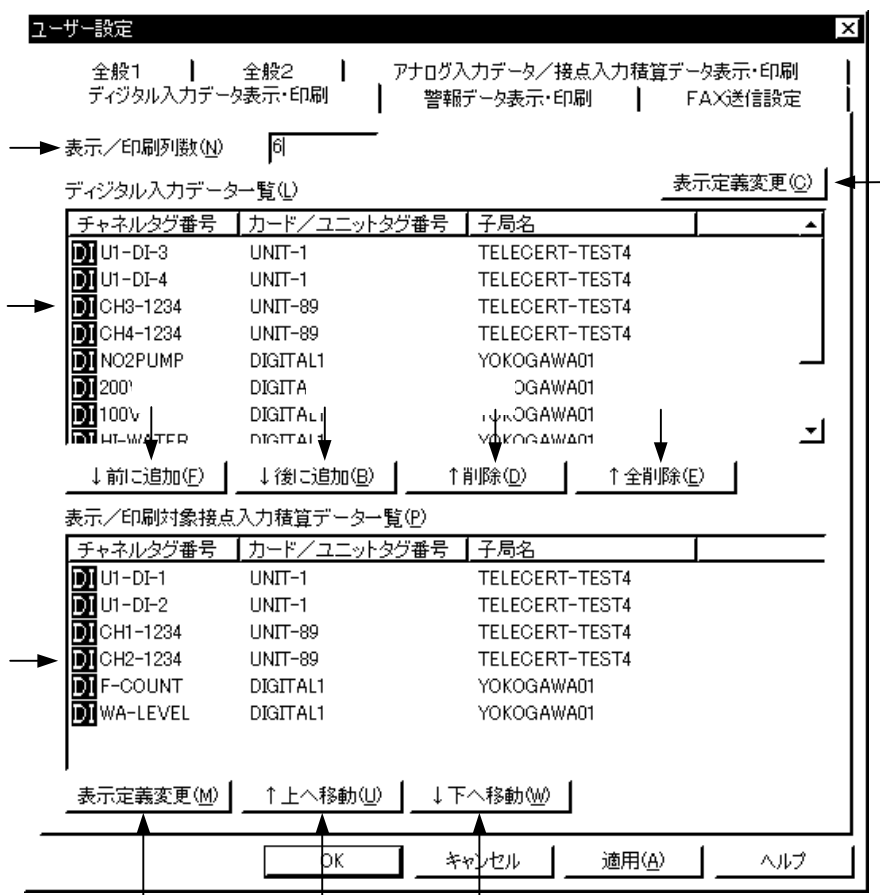 ユーザー設定
全般1 全般2 アナログ入力データ/接点入力積算データ表示・印刷
ディジタル入力データ表示・印刷 警報データ表示・印刷 FAX送信設定
表示/印刷列数(N) 6
ディジタル入力データ一覧(L) 表示定義変更(C)
チャネルタグ番号 カード/ユニットタグ番号 子局名
DI U1-DI-3 UNIT-1 TELECERT-TEST4
DI U1-DI-4 UNIT-1 TELECERT-TEST4
DI CH3-1234 UNIT-89 TELECERT-TEST4
DI CH4-1234 UNIT-89 TELECERT-TEST4
DI NO2PUMP DIGITAL1 YOKOGAWA01
DI
DI
DI HI-WATER DIGITAL1 YOKOGAWA01
↓前に追加(F) ↓後に追加(B) ↑削除(D) ↑全削除(E)
表示/印刷対象接点入力積算データ一覧(P)
チャネルタグ番号 カード/ユニットタグ番号 子局名
DI U1-DI-1 UNIT-1 TELECERT-TEST4
DI U1-DI-2 UNIT-1 TELECERT-TEST4
DI CH1-1234 UNIT-89 TELECERT-TEST4
DI CH2-1234 UNIT-89 TELECERT-TEST4
DI F-COUNT DIGITAL1 YOKOGAWA01
DI WA-LEVEL DIGITAL1 YOKOGAWA01
表示定義変更(M) ↑上へ移動(U) ↓下へ移動(W)
OK キャンセル 適用(A) ヘルプ